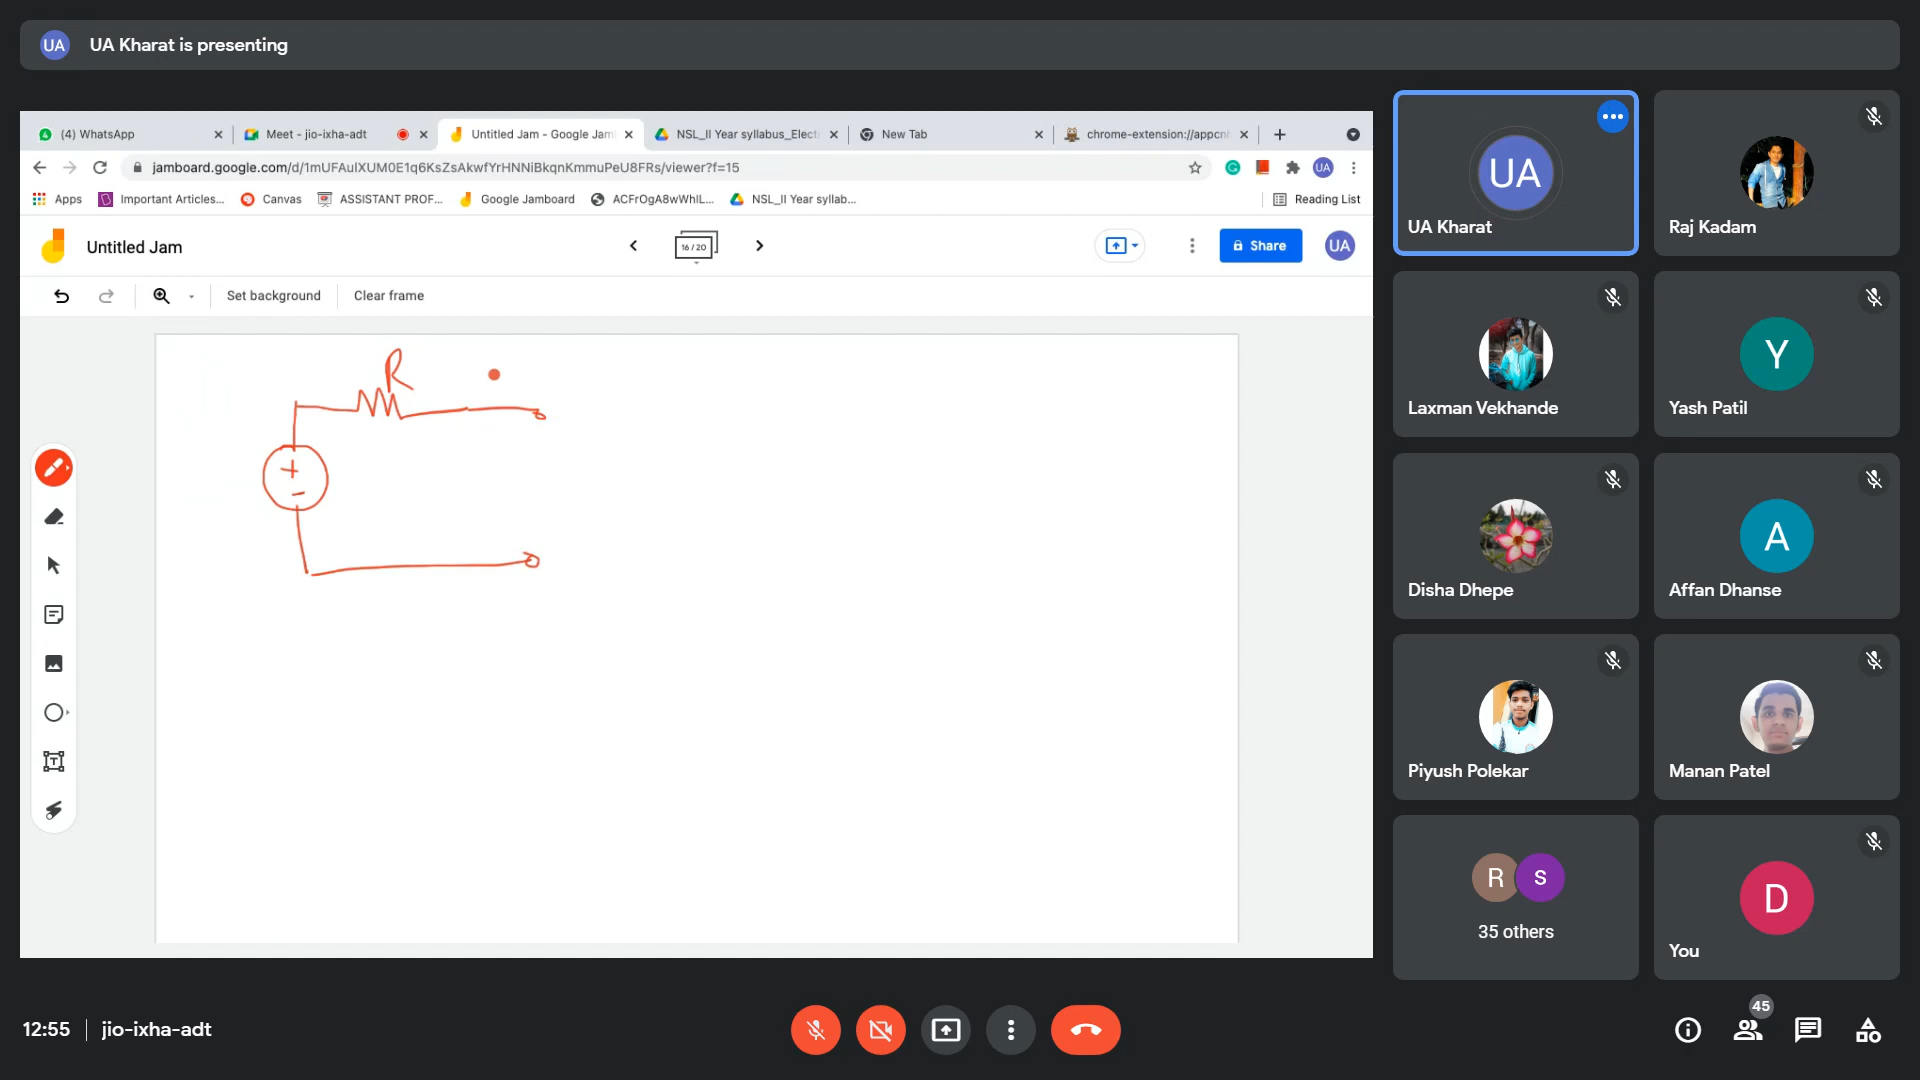 UA
UA Kharat is presenting
(4) WhatsApp
Meet - jio-ixha-adt
Untitled Jam - Google Jam
NSL_II Year syllabus_Elect
New Tab
chrome-extension://appcn
jamboard.google.com/d/1mUFAulXUM0E1q6KsZsAkwfYrHNNiBkqnKmmuPeU8FRs/viewer?f=15
UA
Apps
Important Articles...
Canvas
ASSISTANT PROF...
Google Jamboard
ACFrOgA8wWhlL...
NSL_II Year syllab...
Reading List
Untitled Jam
16 / 20
Share
UA
Set background
Clear frame
R
+
-
UA
UA Kharat
Raj Kadam
Laxman Vekhande
Y
Yash Patil
Disha Dhepe
A
Affan Dhanse
Piyush Polekar
Manan Patel
R
S
35 others
D
You
12:55
jio-ixha-adt
45